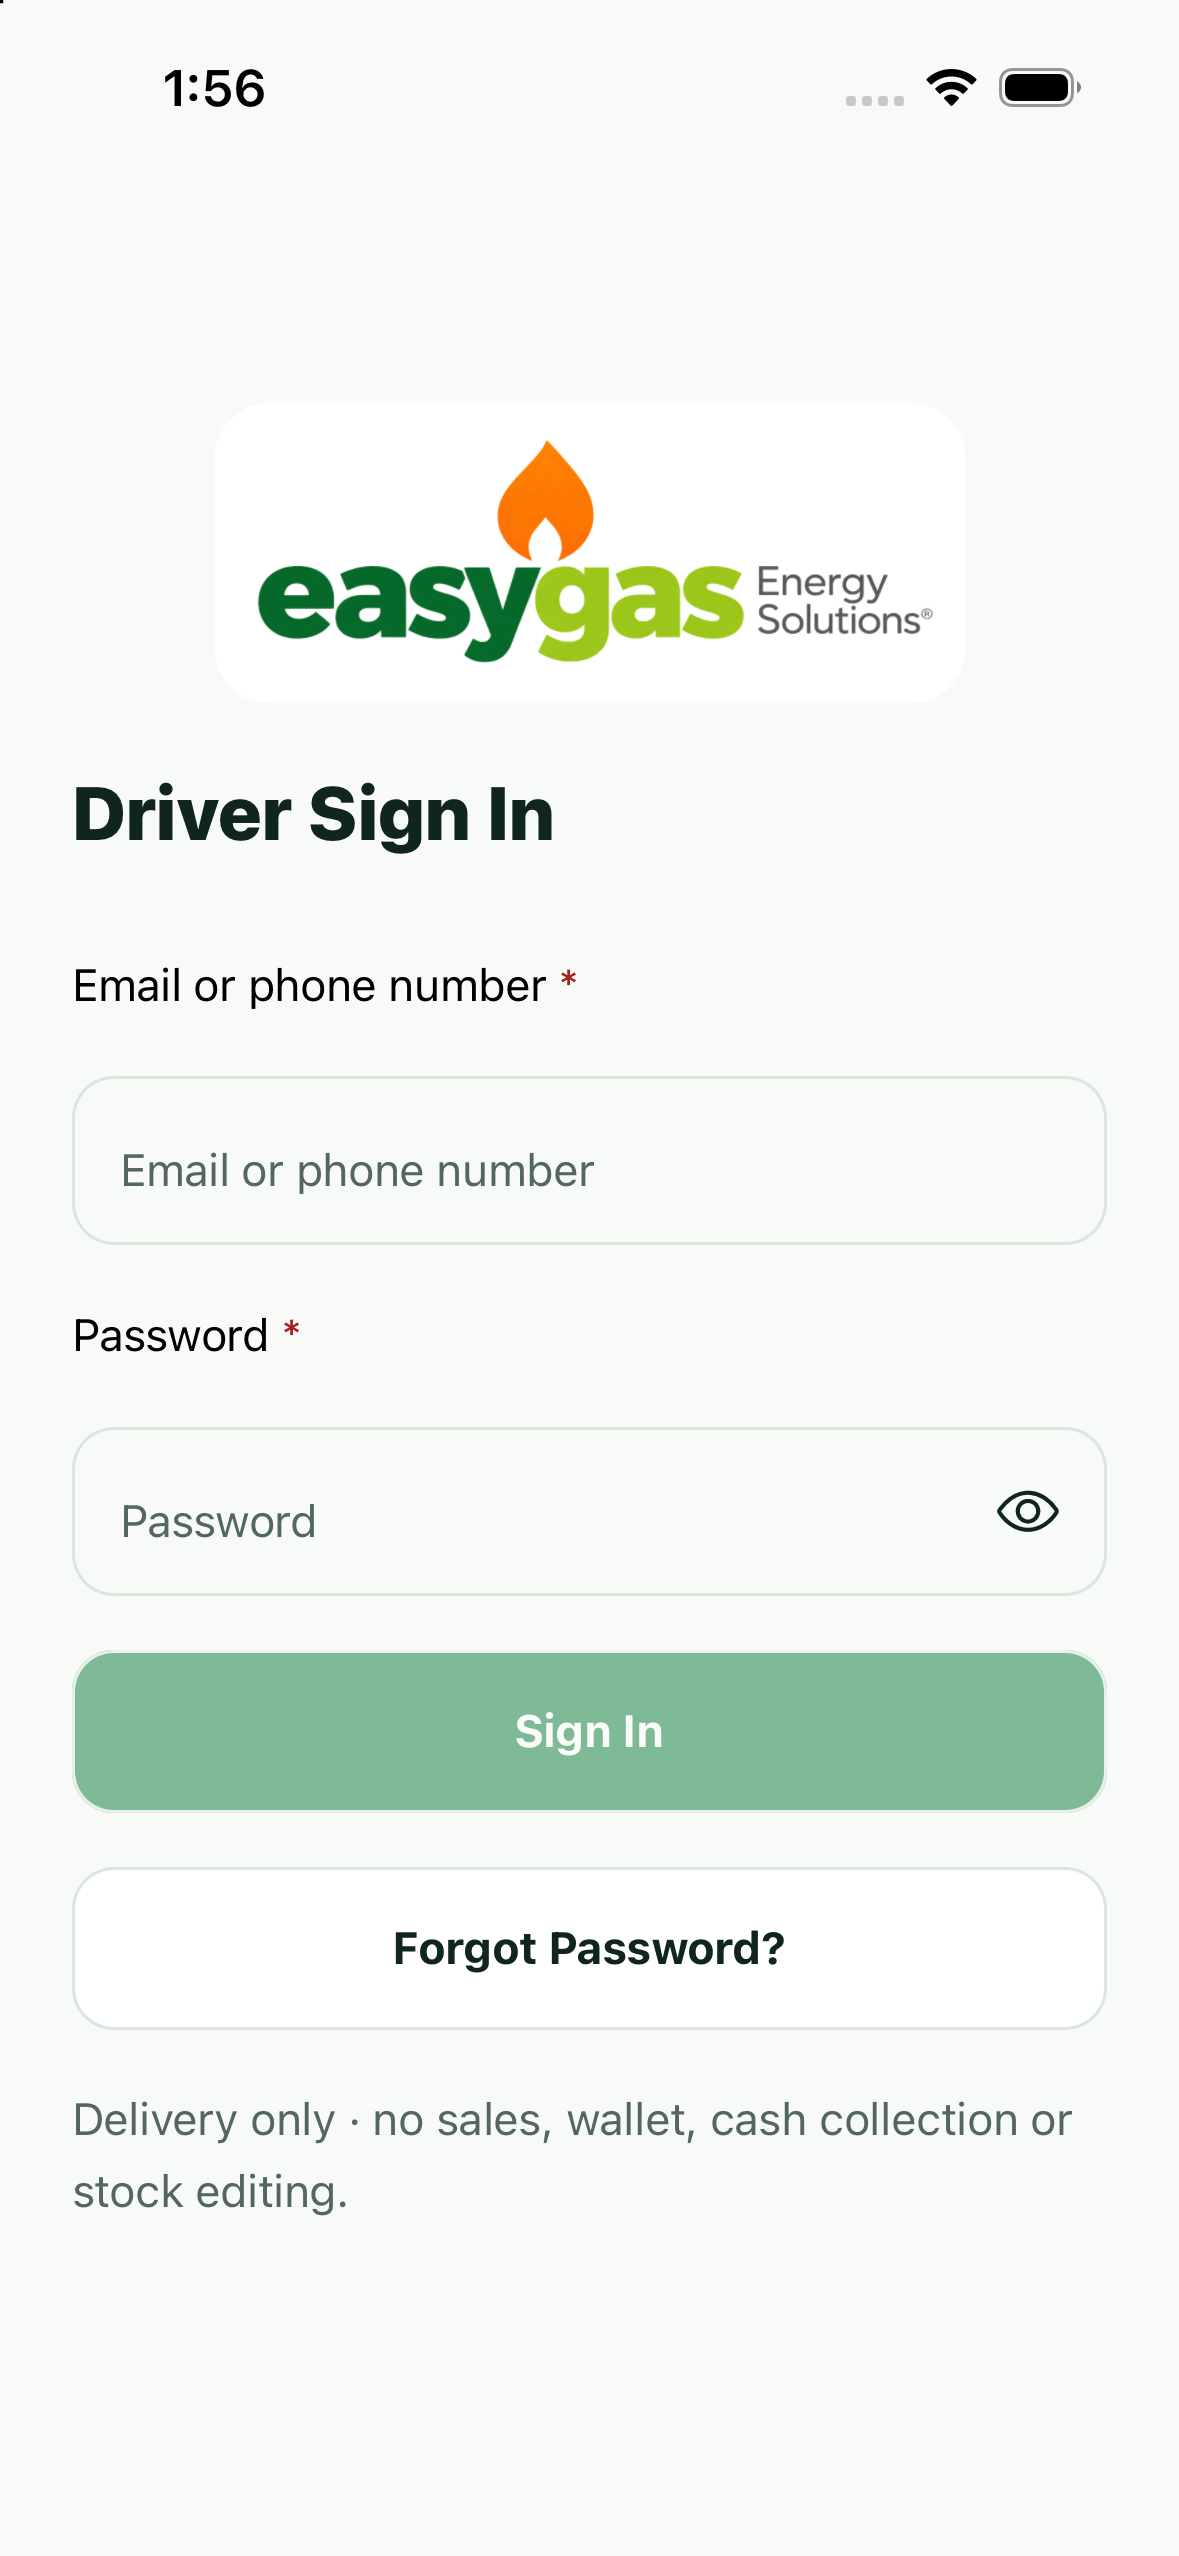 1:56
easygas Energy
Solutions®
Driver Sign In
Email or phone number *
Email or phone number
Password *
Password
Sign In
Forgot Password?
Delivery only · no sales, wallet, cash collection or
stock editing.